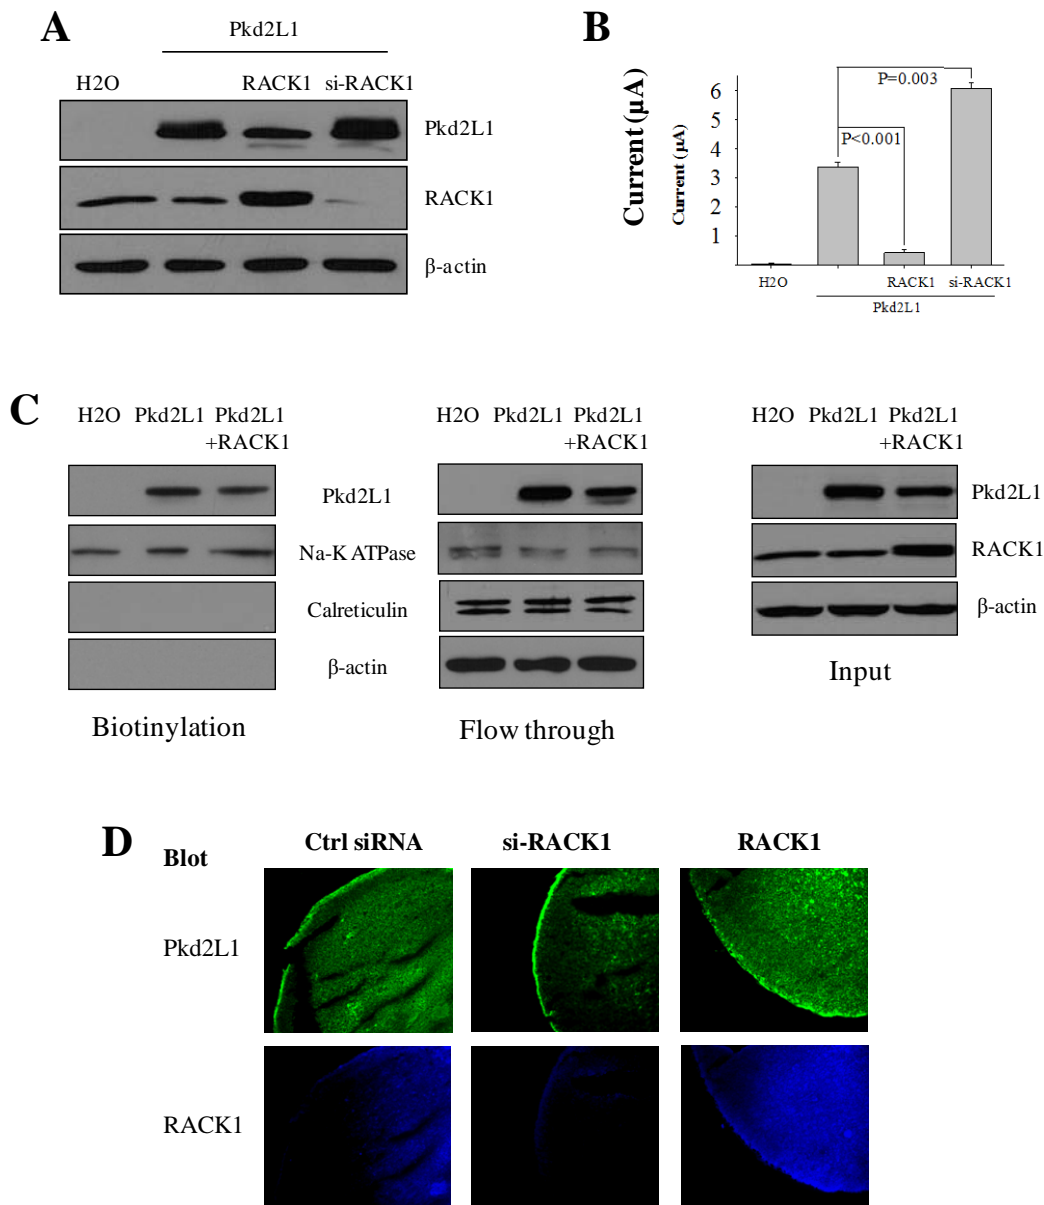 A
Pkd2L1
H2O RACK1 si-RACK1
Pkd2L1
RACK1
β-actin
B
Current (µA)
Current (µA)
6
5
4
3
2
1
P=0.003
P<0.001
H2O RACK1 si-RACK1
Pkd2L1
C
H2O Pkd2L1 Pkd2L1
+RACK1
H2O Pkd2L1 Pkd2L1
+RACK1
H2O Pkd2L1 Pkd2L1
+RACK1
Pkd2L1
Na-K ATPase
Calreticulin
β-actin
Pkd2L1
RACK1
β-actin
Biotinylation
Flow through
Input
D
Blot
Ctrl siRNA si-RACK1 RACK1
Pkd2L1
RACK1